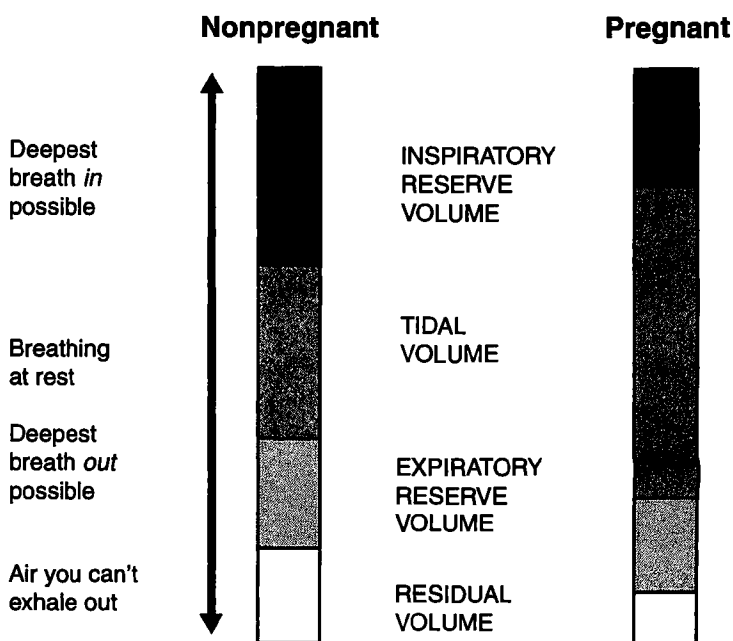 Nonpregnant
Pregnant
Deepest
breath in
possible
INSPIRATORY
RESERVE
VOLUME
Breathing
at rest
TIDAL
VOLUME
Deepest
breath out
possible
EXPIRATORY
RESERVE
VOLUME
Air you can't
exhale out
RESIDUAL
VOLUME